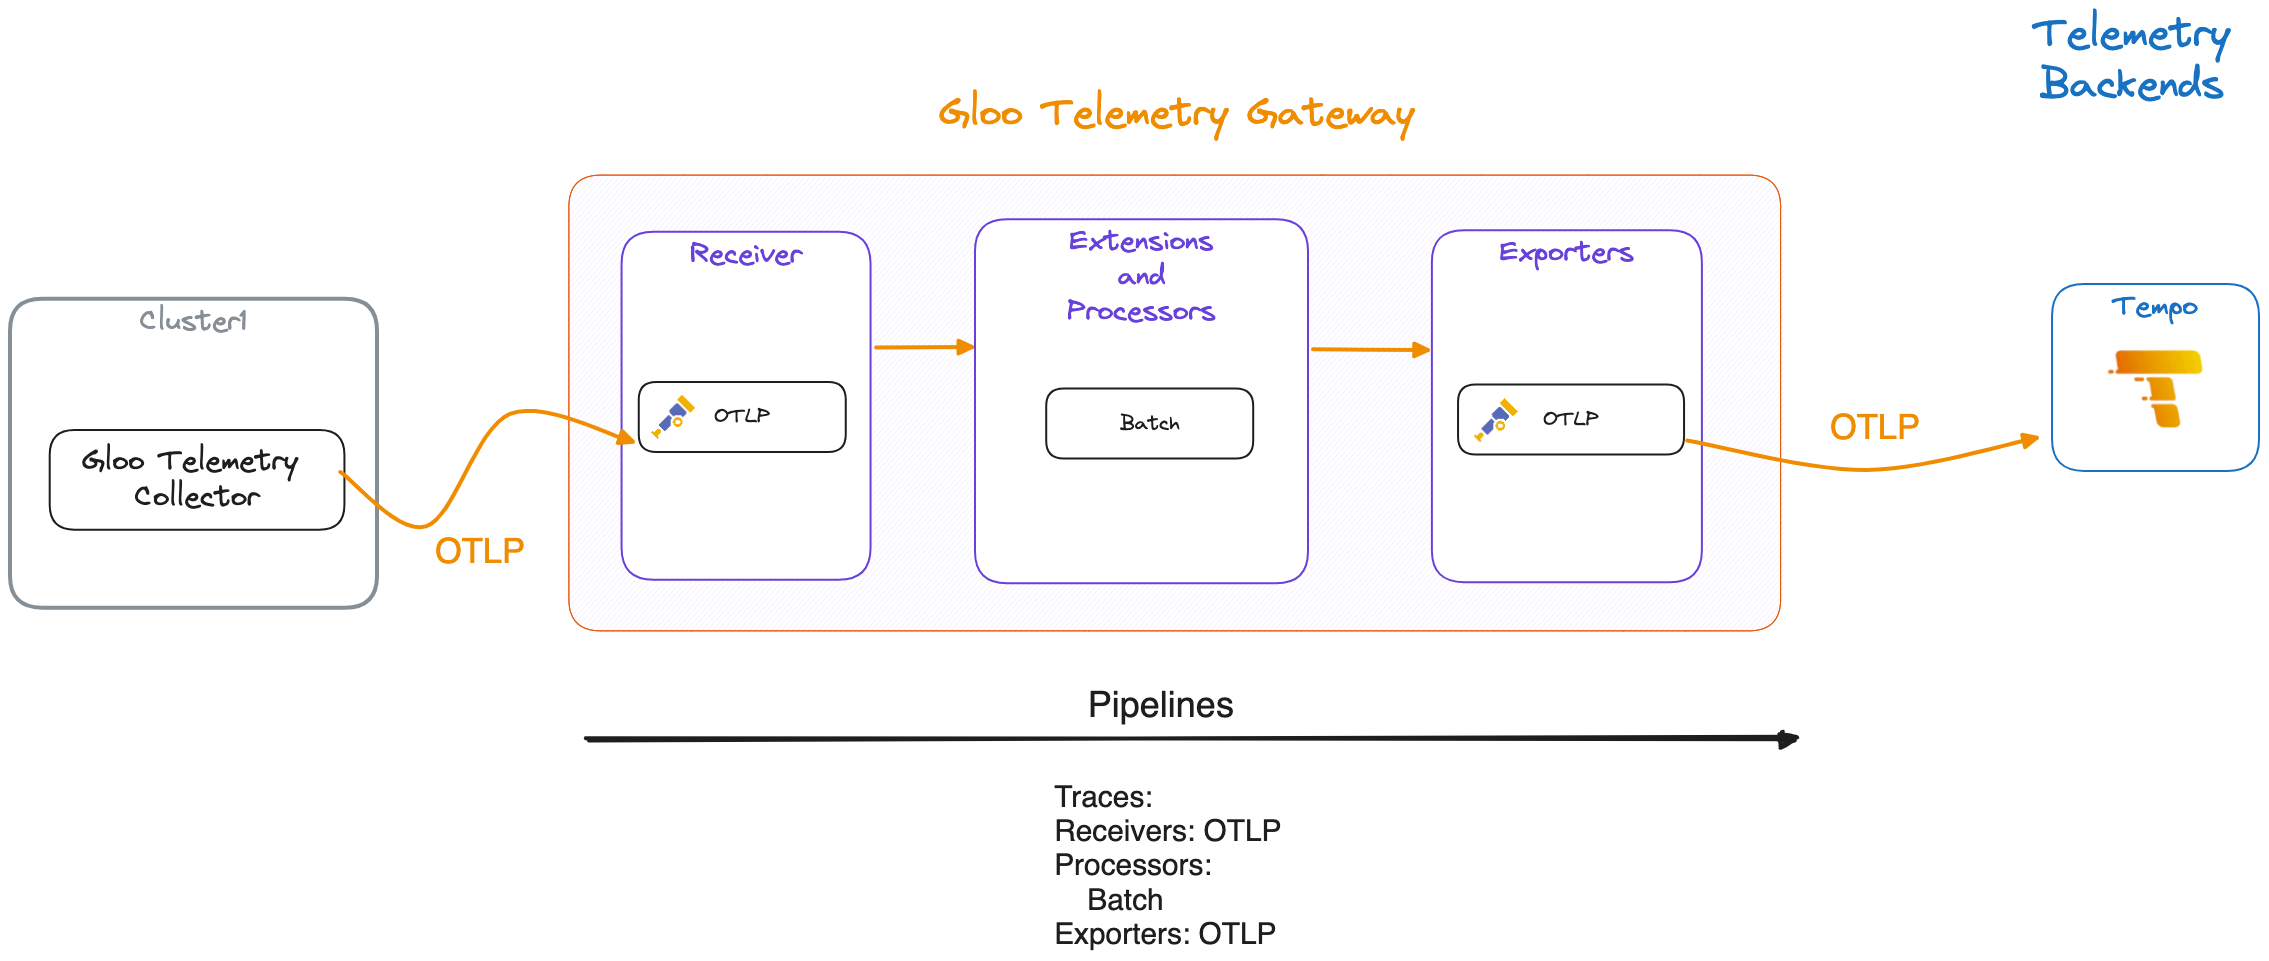 Telemetry
Backends
Gloo Telemetry Gateway
Receiver
Extensions
and
Processors
Exporters
Cluster1
Tempo
OTLP
Batch
OTLP
OTLP
Gloo Telemetry
Collector
OTLP
Pipelines
Traces:
Receivers: OTLP
Processors:
Batch
Exporters: OTLP